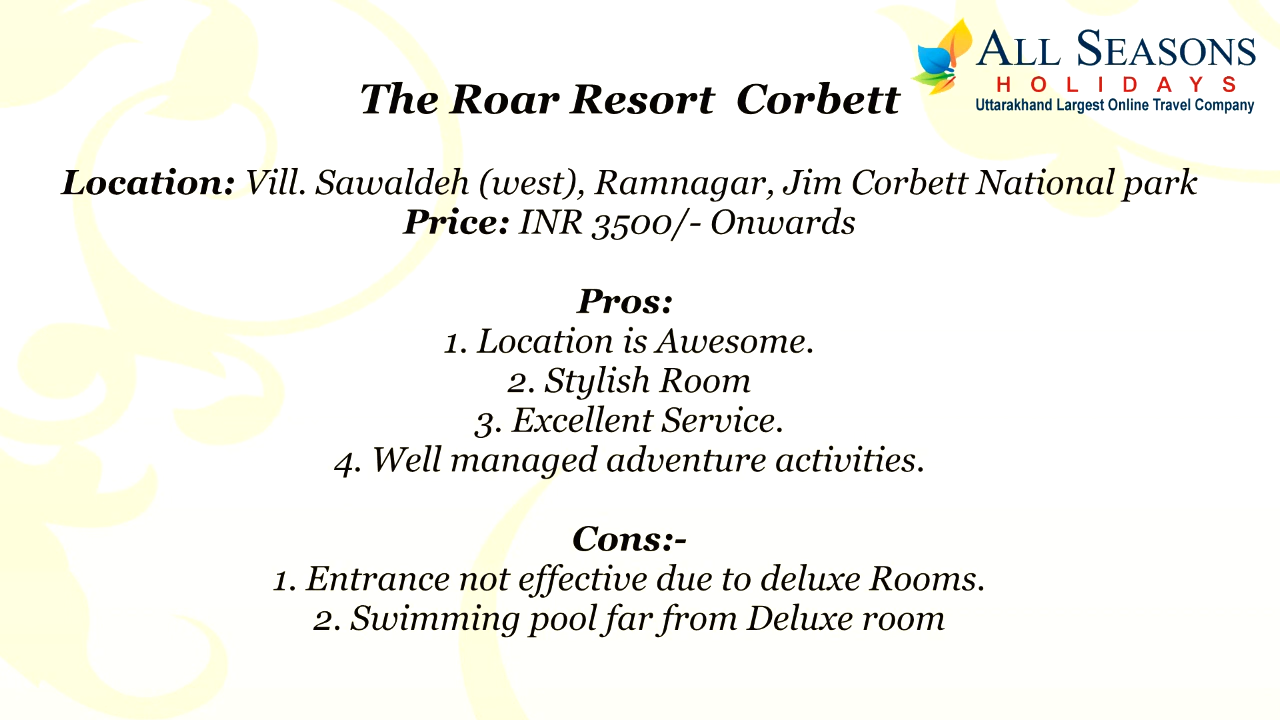 ALL SEASONS
HOLIDAYS
Uttarakhand Largest Online Travel Company
The Roar Resort Corbett
Location: Vill. Sawaldeh (west), Ramnagar, Jim Corbett National park
Price: INR 3500/- Onwards
Pros:
1. Location is Awesome.
2. Stylish Room
3. Excellent Service.
4. Well managed adventure activities.
Cons:-
1. Entrance not effective due to deluxe Rooms.
2. Swimming pool far from Deluxe room